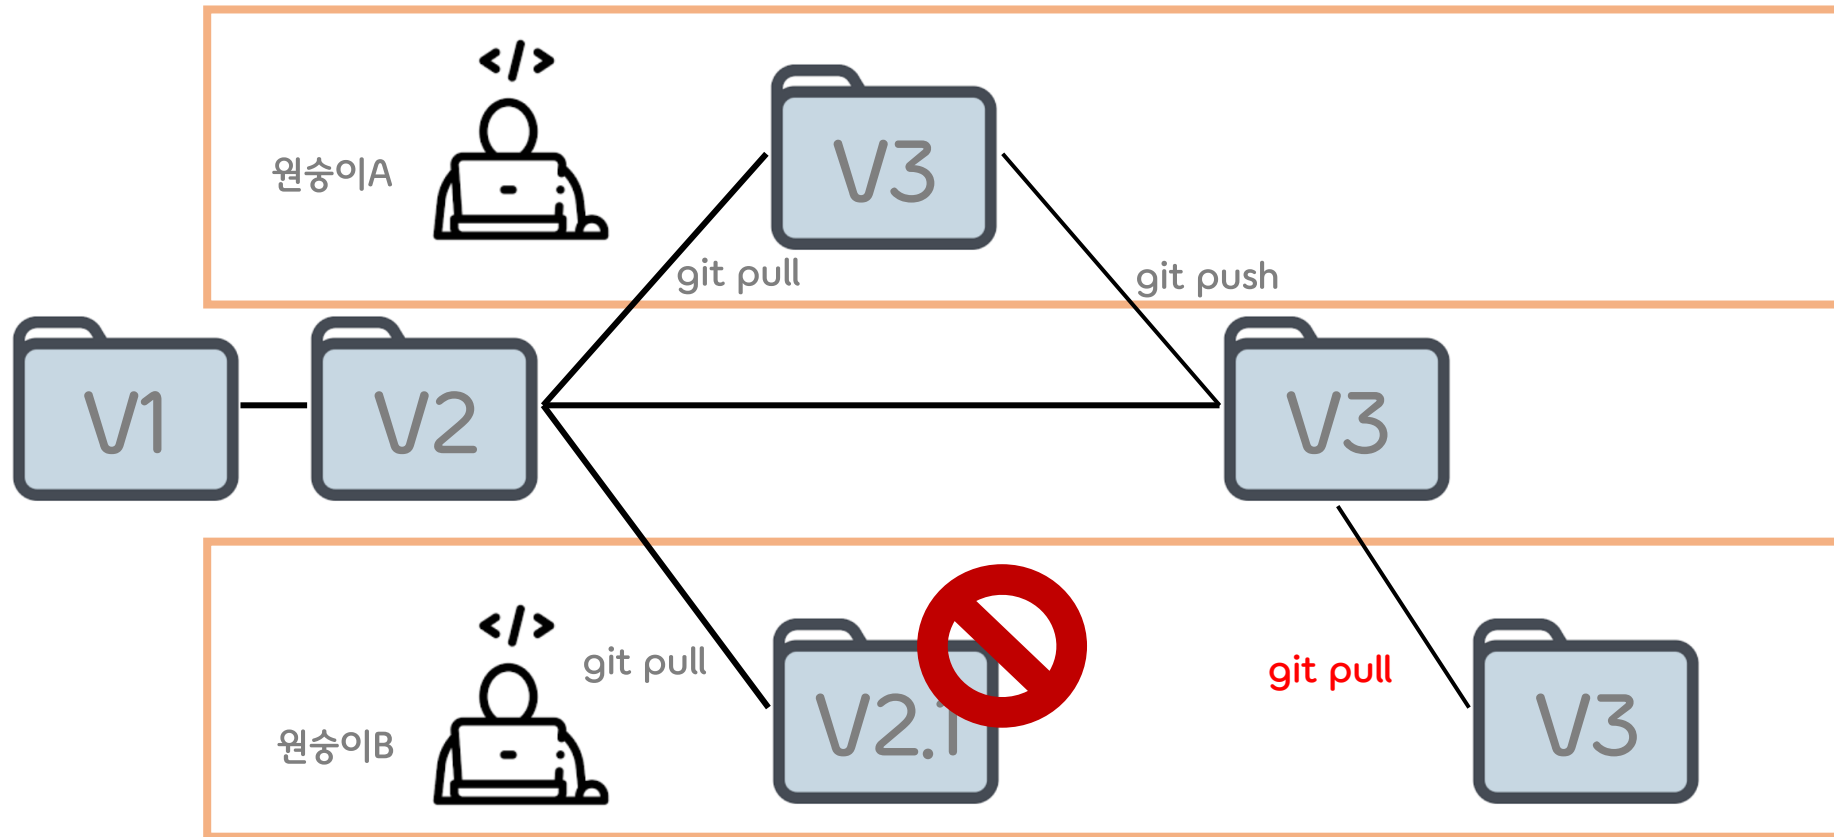 </>
원숭이A
V3
git pull
git push
V1
V2
V3
</>
git pull
원숭이B
V2.1
git pull
V3